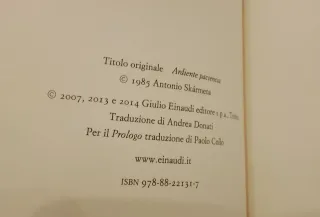 Titolo originale Ardiente paciencia
© 1985 Antonio Skármeta
© 2007, 2013 e 2014 Giulio Einaudi editore s.p.a., Torino
Traduzione di Andrea Donati
Per il Prologo traduzione di Paolo Collo
www.einaudi.it
ISBN 978-88-22131-7